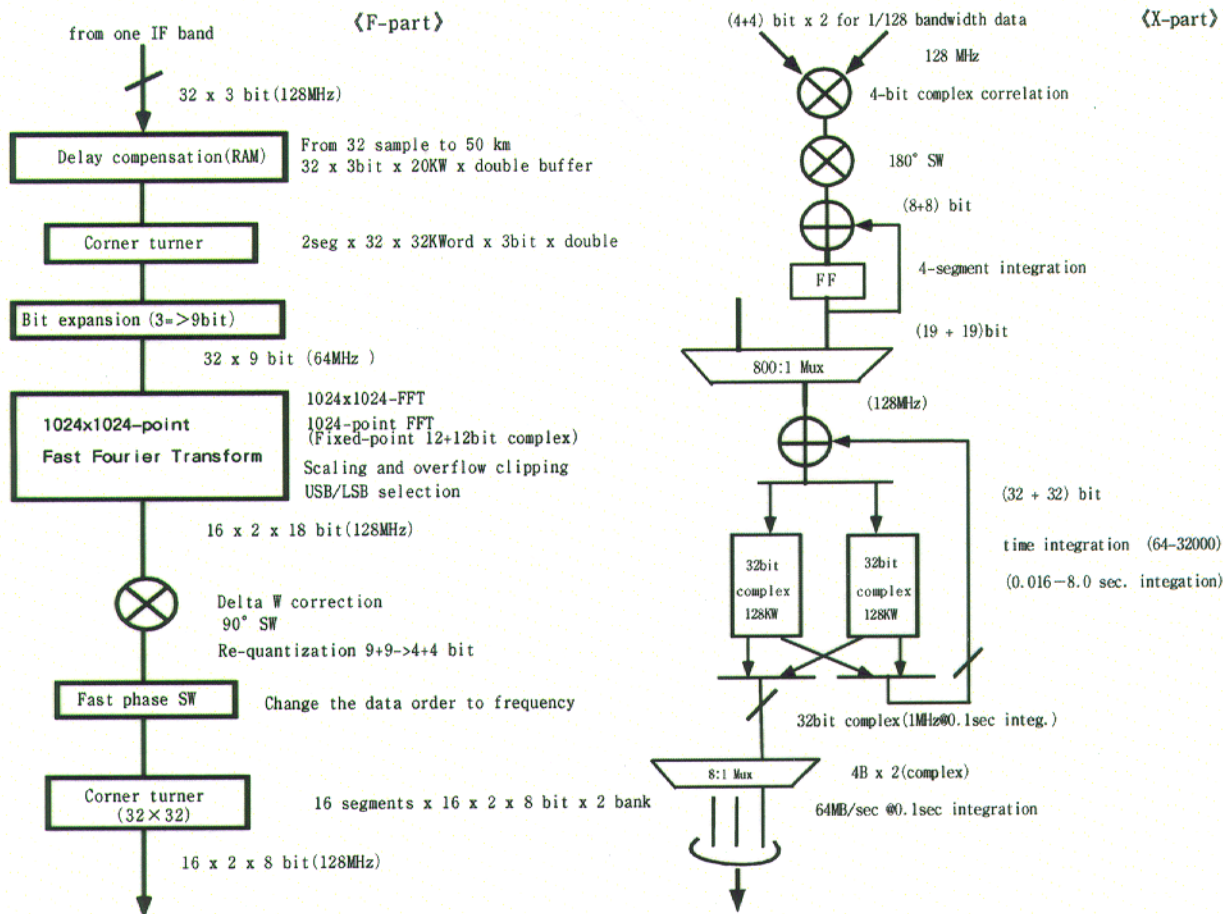 《F-part》
from one IF band
32 x 3 bit(128MHz)
Delay compensation(RAM)
From 32 sample to 50 km
32 x 3bit x 20KW x double buffer
Corner turner
2seg x 32 x 32KWord x 3bit x double
Bit expansion (3=>9bit)
32 x 9 bit (64MHz )
1024x1024-point
Fast Fourier Transform
1024x1024-FFT
1024-point FFT
(Fixed-point 12+12bit complex)
Scaling and overflow clipping
USB/LSB selection
16 x 2 x 18 bit(128MHz)
Delta W correction
90° SW
Re-quantization 9+9->4+4 bit
Fast phase SW
Change the data order to frequency
Corner turner
(32×32)
16 segments x 16 x 2 x 8 bit x 2 bank
16 x 2 x 8 bit(128MHz)
(4+4) bit x 2 for 1/128 bandwidth data
《X-part》
128 MHz
4-bit complex correlation
180° SW
(8+8) bit
FF
4-segment integration
(19 + 19)bit
800:1 Mux
(128MHz)
(32 + 32) bit
32bit
complex
128KW
32bit
complex
128KW
time integration (64-32000)
(0.016－8.0 sec. integation)
32bit complex(1MHz@0.1sec integ.)
8:1 Mux
4B x 2(complex)
64MB/sec @0.1sec integration